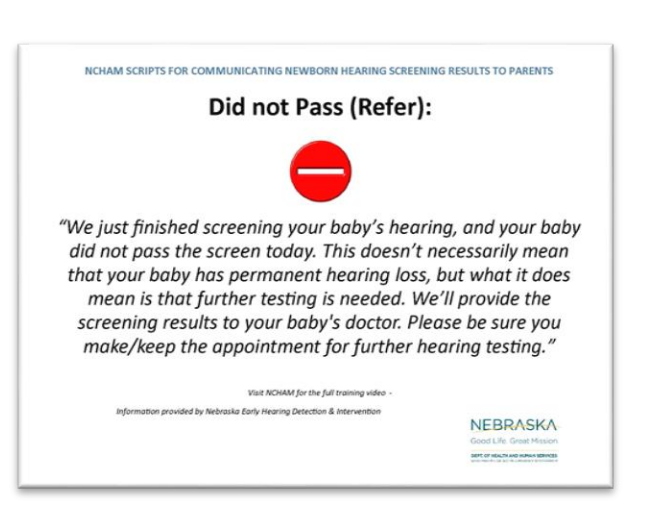 NCHAM SCRIPTS FOR COMMUNICATING NEWBORN HEARING SCREENING RESULTS TO PARENTS
Did not Pass (Refer):
“We just finished screening your baby’s hearing, and your baby
did not pass the screen today. This doesn’t necessarily mean
that your baby has permanent hearing loss, but what it does
mean is that further testing is needed. We’ll provide the
screening results to your baby's doctor. Please be sure you
make/keep the appointment for further hearing testing.”
Visit NCHAM for the full training video -
Information provided by Nebraska Early Hearing Detection & Intervention
NEBRASKA
Good Life. Great Mission
DEPT. OF HEALTH AND HUMAN SERVICES